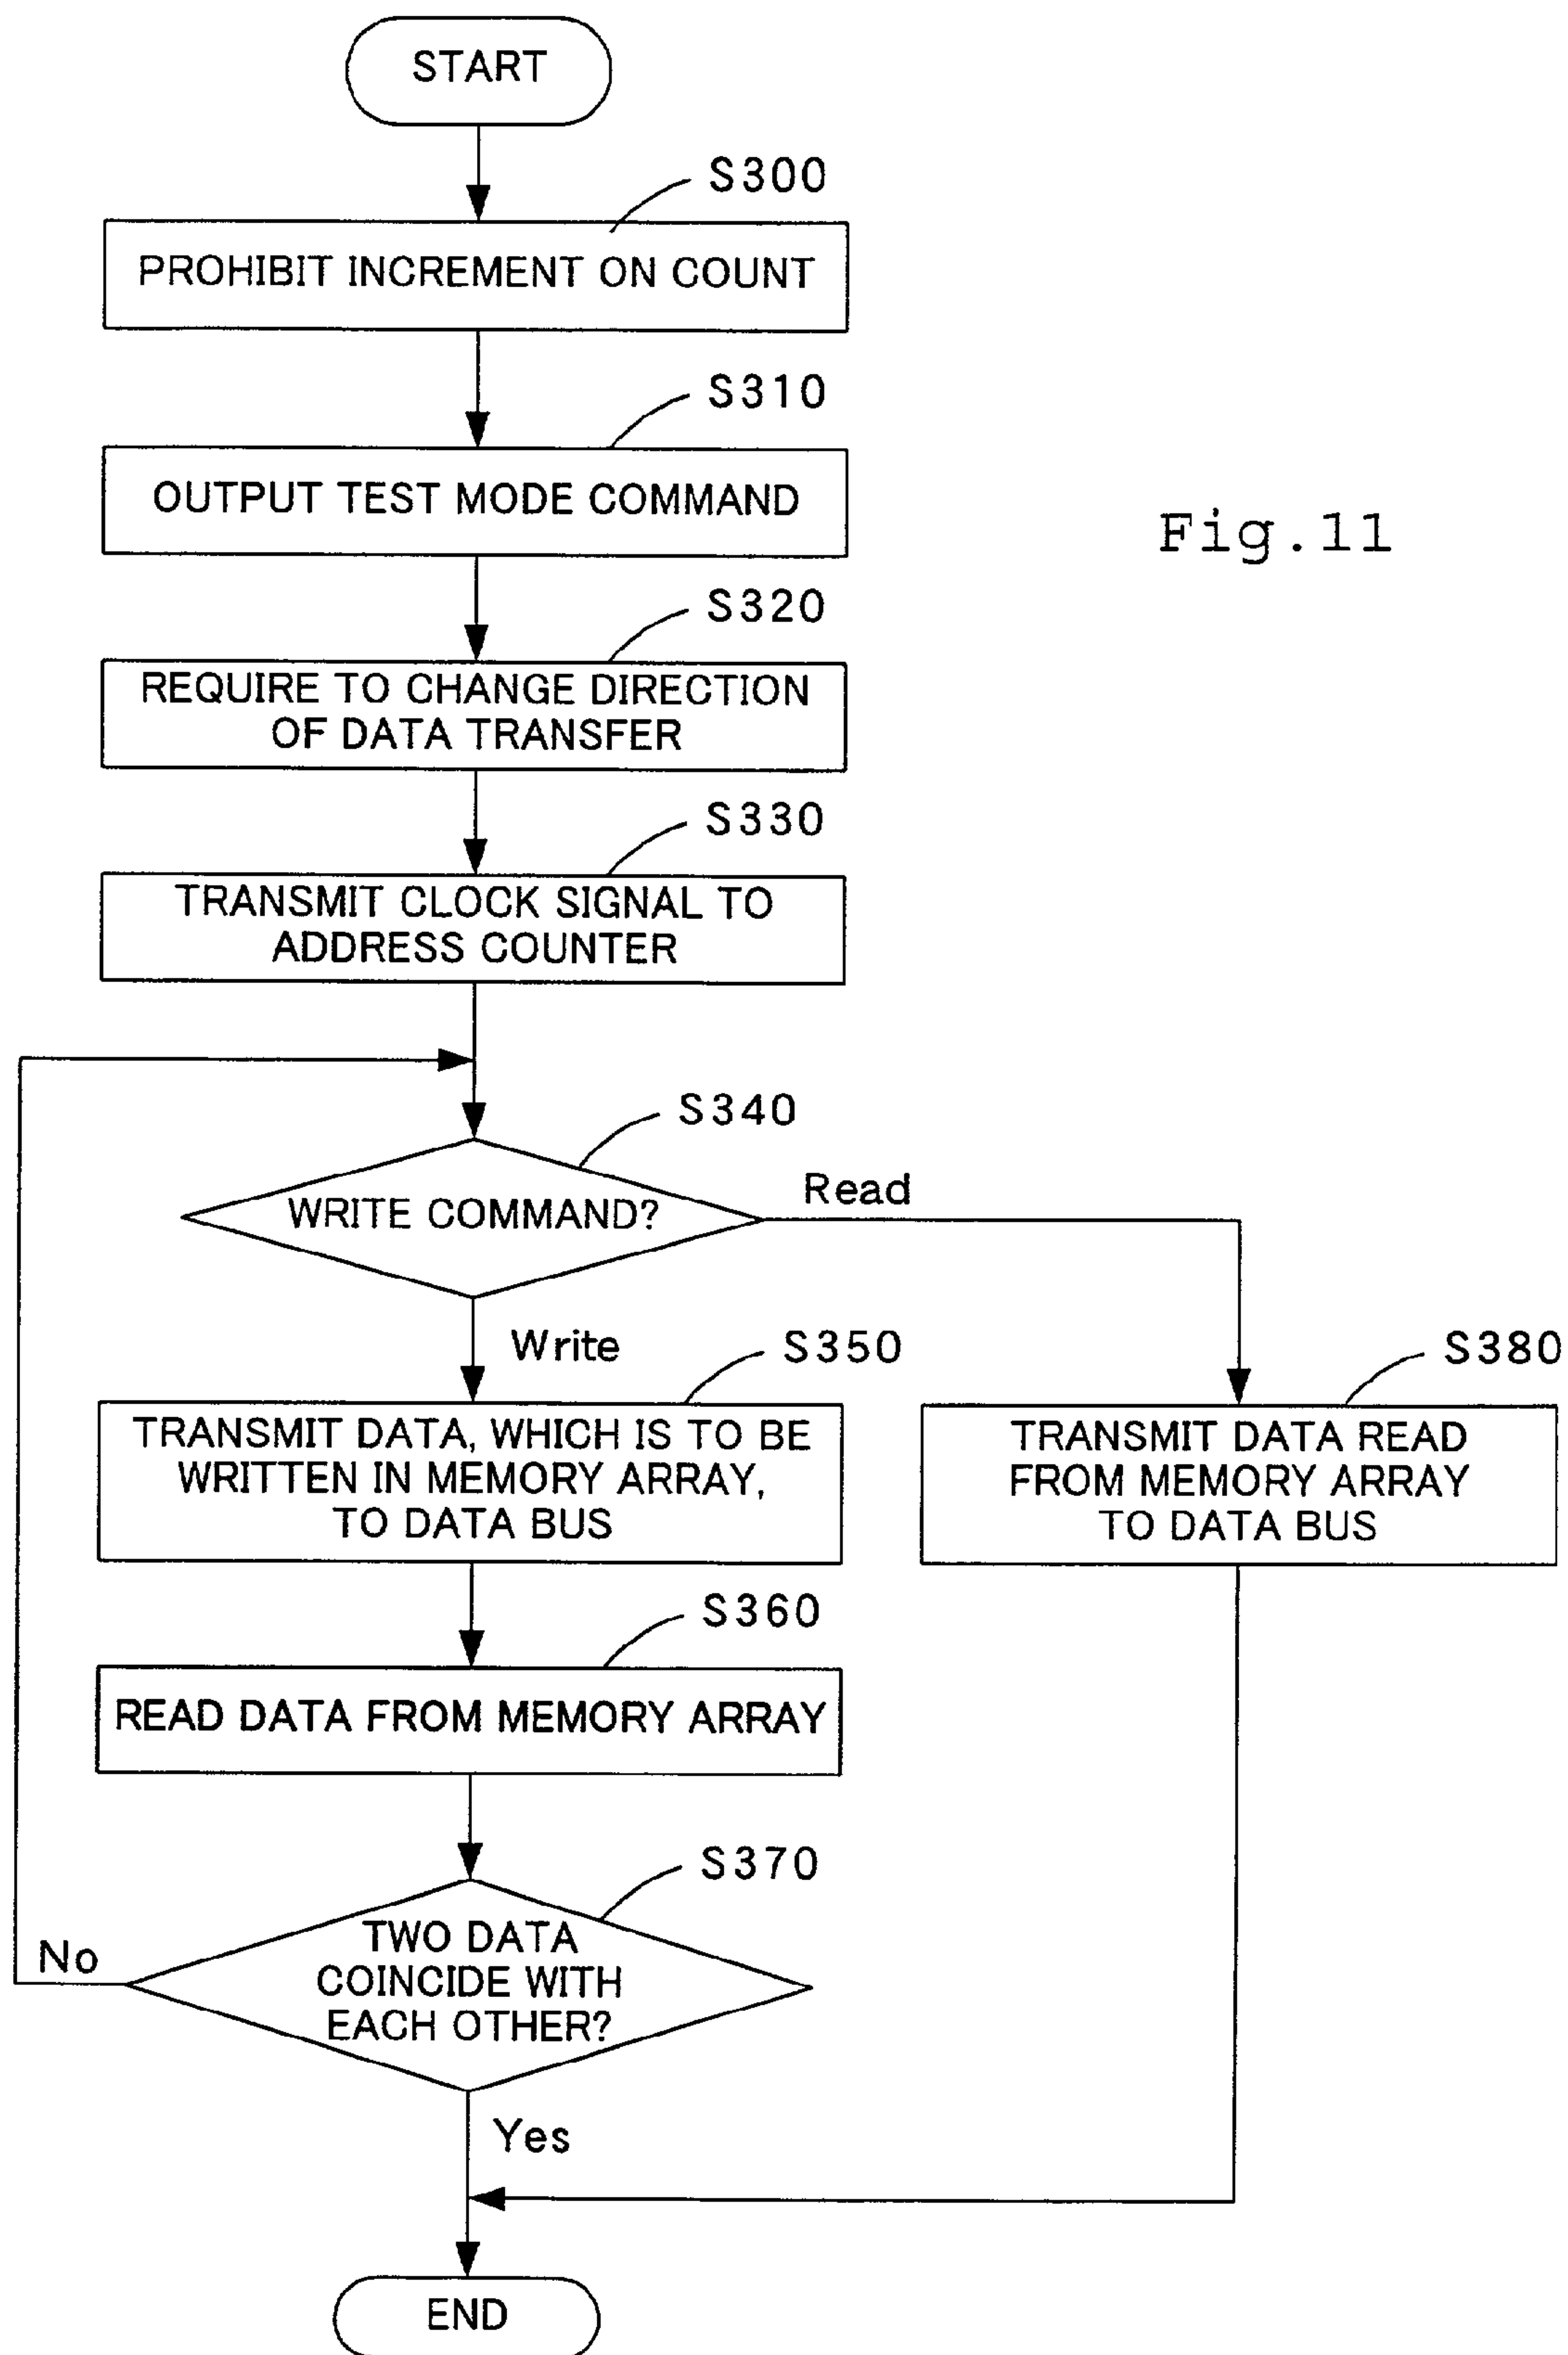 START
S300
PROHIBIT INCREMENT ON COUNT
S310
OUTPUT TEST MODE COMMAND
Fig.11
S320
REQUIRE TO CHANGE DIRECTION
OF DATA TRANSFER
S330
TRANSMIT CLOCK SIGNAL TO
ADDRESS COUNTER
S340
WRITE COMMAND?
Read
Write
S350
TRANSMIT DATA, WHICH IS TO BE
WRITTEN IN MEMORY ARRAY,
TO DATA BUS
S380
TRANSMIT DATA READ
FROM MEMORY ARRAY
TO DATA BUS
S360
READ DATA FROM MEMORY ARRAY
S370
TWO DATA
COINCIDE WITH
EACH OTHER?
No
Yes
END